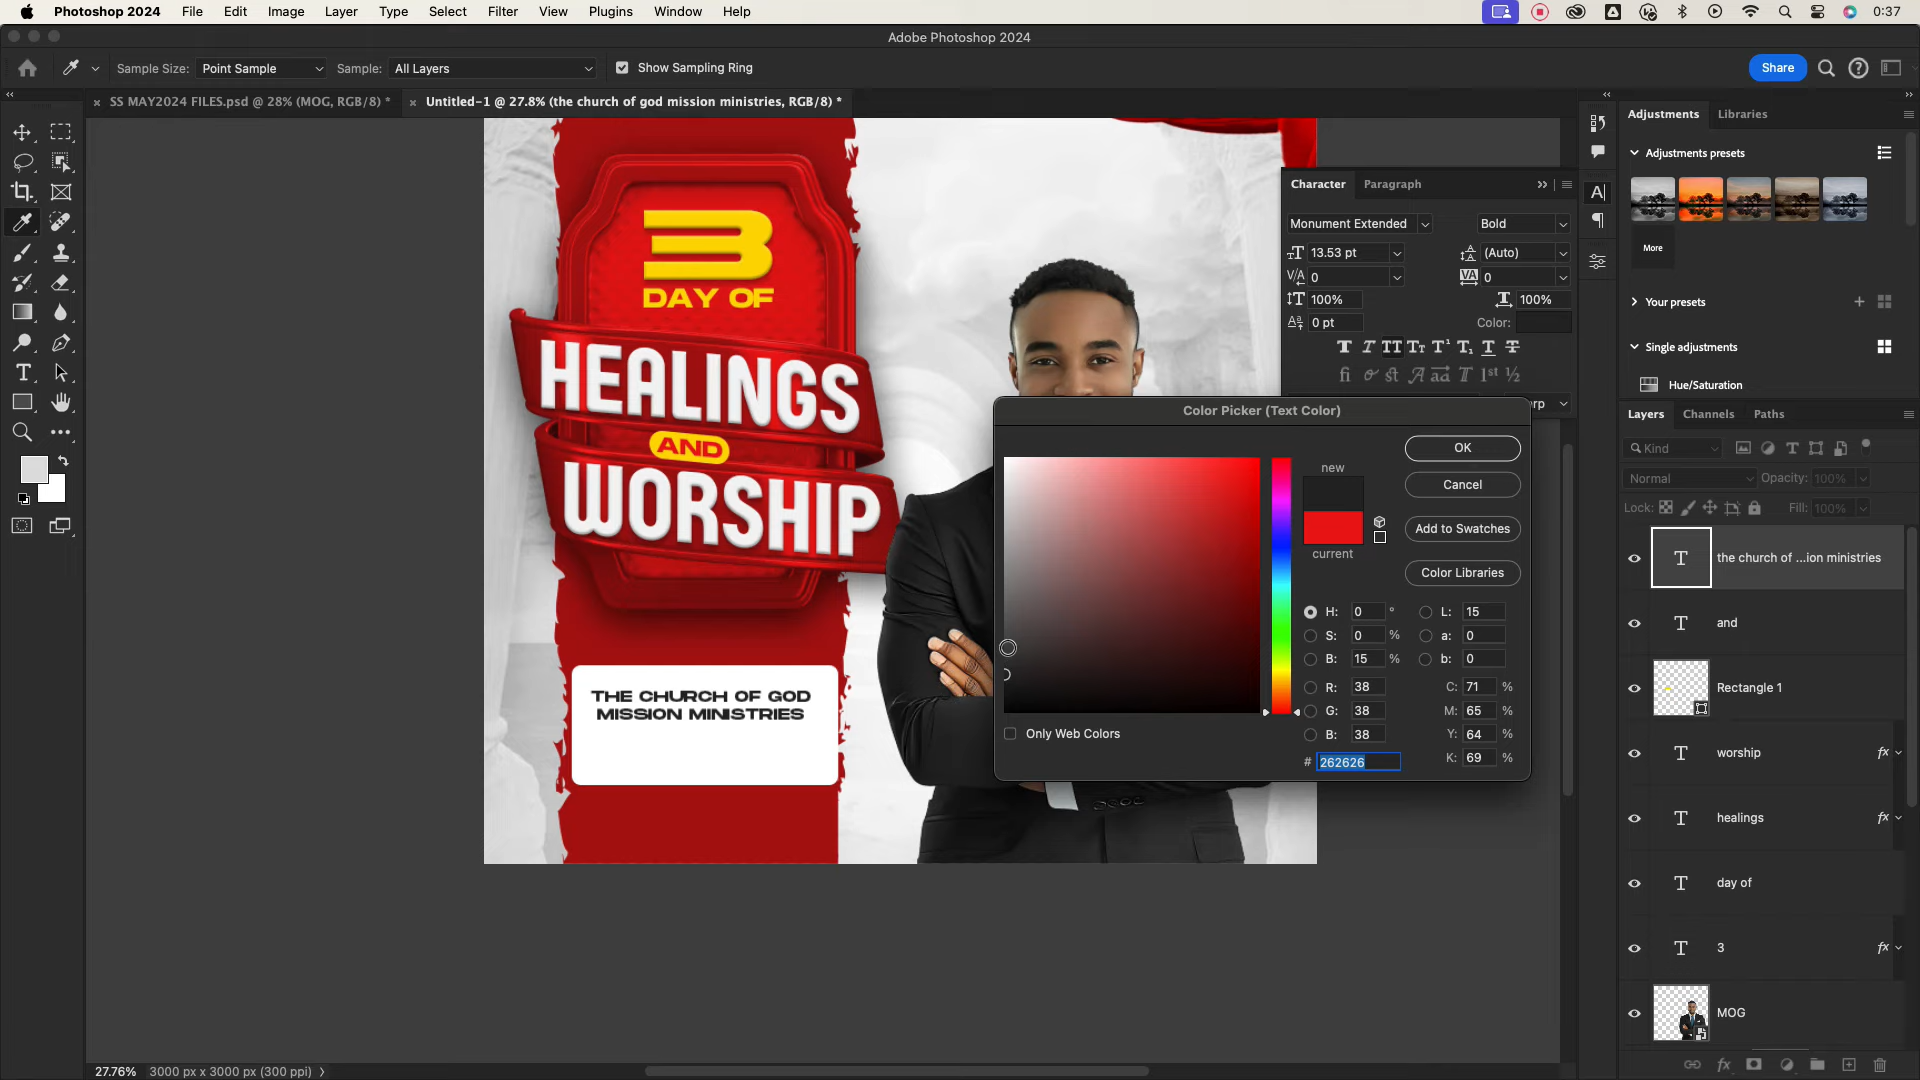 Photoshop 2024 File Edit Image Layer Type Select Filter View Plugins Window Help 0:37
Adobe Photoshop 2024
Sample Size: Point Sample Sample: All Layers Show Sampling Ring Share
SS MAY2024 FILES.psd @ 28% (MOG, RGB/8) * Untitled-1 @ 27.8% (the church of god mission ministries, RGB/8) *
3
DAY OF
HEALINGS
AND
WORSHIP
THE CHURCH OF GOD
MISSION MINISTRIES
Character Paragraph
Monument Extended Bold
13.53 pt (Auto)
0 0
100% 100%
0 pt Color:
Color Picker (Text Color)
new
current
OK
Cancel
Add to Swatches
Color Libraries
H: 0 ° L: 15
S: 0 % a: 0
B: 15 % b: 0
R: 38 C: 71 %
G: 38 M: 65 %
B: 38 Y: 64 %
# 262626 K: 69 %
Only Web Colors
Adjustments Libraries
Adjustments presets
More
Your presets
Single adjustments
Hue/Saturation
Layers Channels Paths
Kind
Normal Opacity: 100%
Lock: Fill: 100%
the church of ...ion ministries
and
Rectangle 1
worship fx
healings fx
day of
3 fx
MOG
27.76% 3000 px x 3000 px (300 ppi)